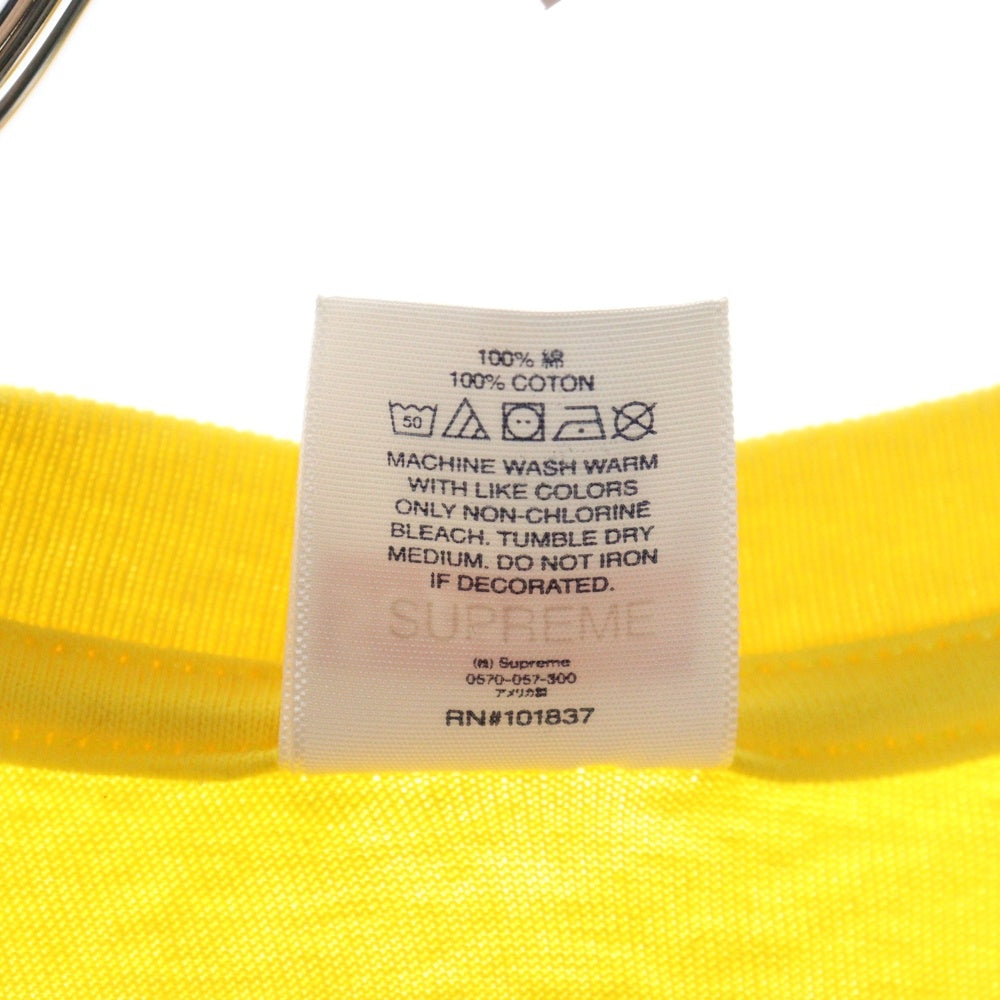 100% 綿
100% COTON
50
MACHINE WASH WARM
WITH LIKE COLORS
ONLY NON-CHLORINE
BLEACH. TUMBLE DRY
MEDIUM. DO NOT IRON
IF DECORATED.
SUPREME
(株) Supreme
0570-057-300
アメリカ製
RN#101837